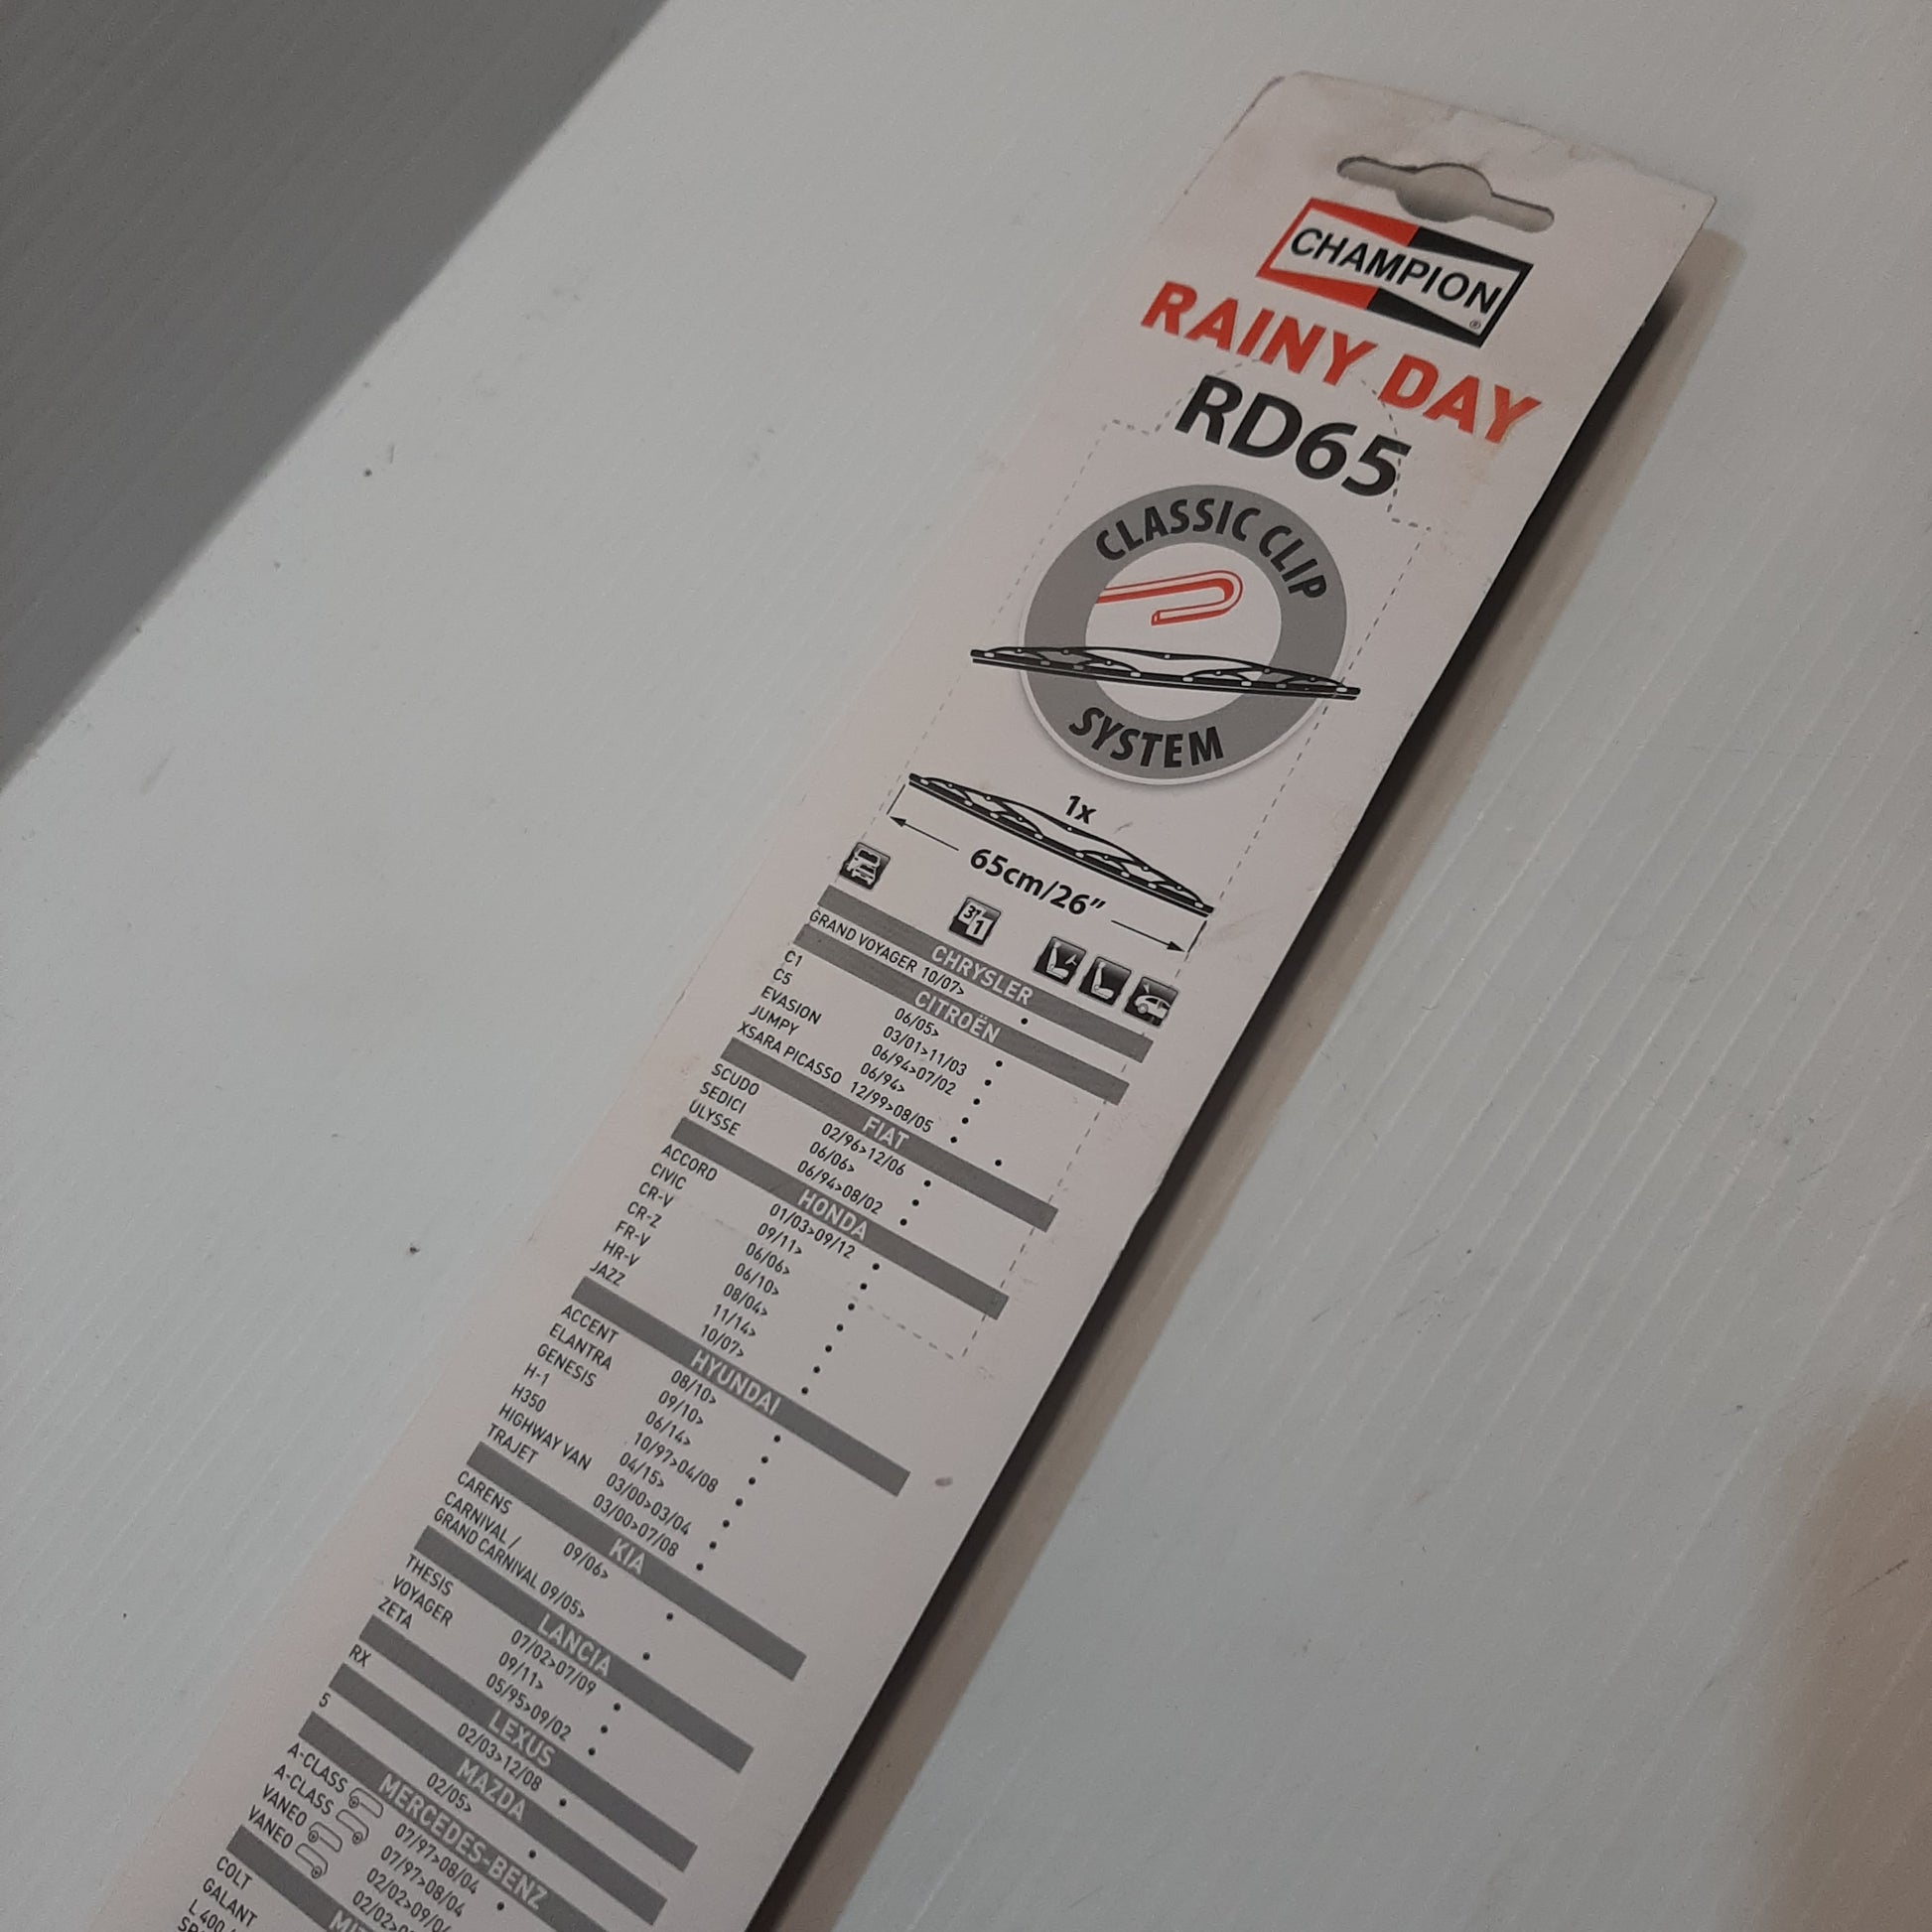 CHAMPION
®
RAINY DAY
RD65
CLASSIC CLIP
SYSTEM
1x
65cm/26"
31
1
CHRYSLER
GRAND VOYAGER 10/07> •
CITROËN
C1 06/05> •
C5 03/01>11/03 •
EVASION 06/94>07/02 •
JUMPY 06/94> •
XSARA PICASSO 12/99>08/05 •
FIAT
SCUDO 02/96>12/06 •
SEDICI 06/06> •
ULYSSE 06/94>08/02 •
HONDA
ACCORD 01/03>09/12 •
CIVIC 09/11> •
CR-V 06/06> •
CR-Z 06/10> •
FR-V 08/04> •
HR-V 11/14> •
JAZZ 10/07> •
HYUNDAI
ACCENT 08/10> •
ELANTRA 09/10> •
GENESIS 06/14> •
H-1 10/97>04/08 •
H350 04/15> •
HIGHWAY VAN 03/00>03/04 •
TRAJET 03/00>07/08 •
KIA
CARENS 09/06> •
CARNIVAL /
GRAND CARNIVAL 09/05> •
LANCIA
THESIS 07/02>07/09 •
VOYAGER 09/11> •
ZETA 05/95>09/02 •
LEXUS
RX 02/03>12/08 •
MAZDA
5 02/05> •
MERCEDES-BENZ
A-CLASS 07/97>08/04 •
A-CLASS 07/97>08/04
VANEO 02/02>09/0
VANEO 02/02>
COLT
GALANT
L 400